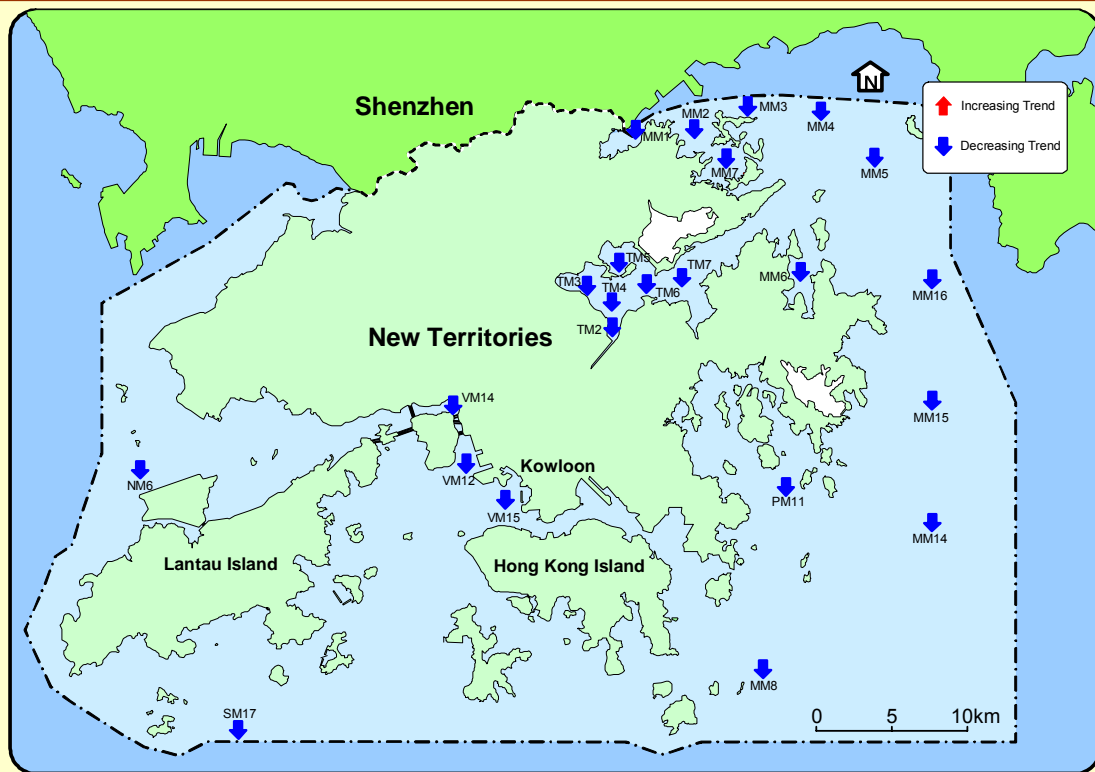 N
Shenzhen
Increasing Trend
Decreasing Trend
MM3
MM2
MM4
MM1
MM7
MM5
TM5
TM7
MM6
TM3
TM4
TM6
MM16
TM2
New Territories
VM14
MM15
Kowloon
VM12
NM6
PM11
VM15
MM14
Lantau Island
Hong Kong Island
MM8
SM17
0 5 10km